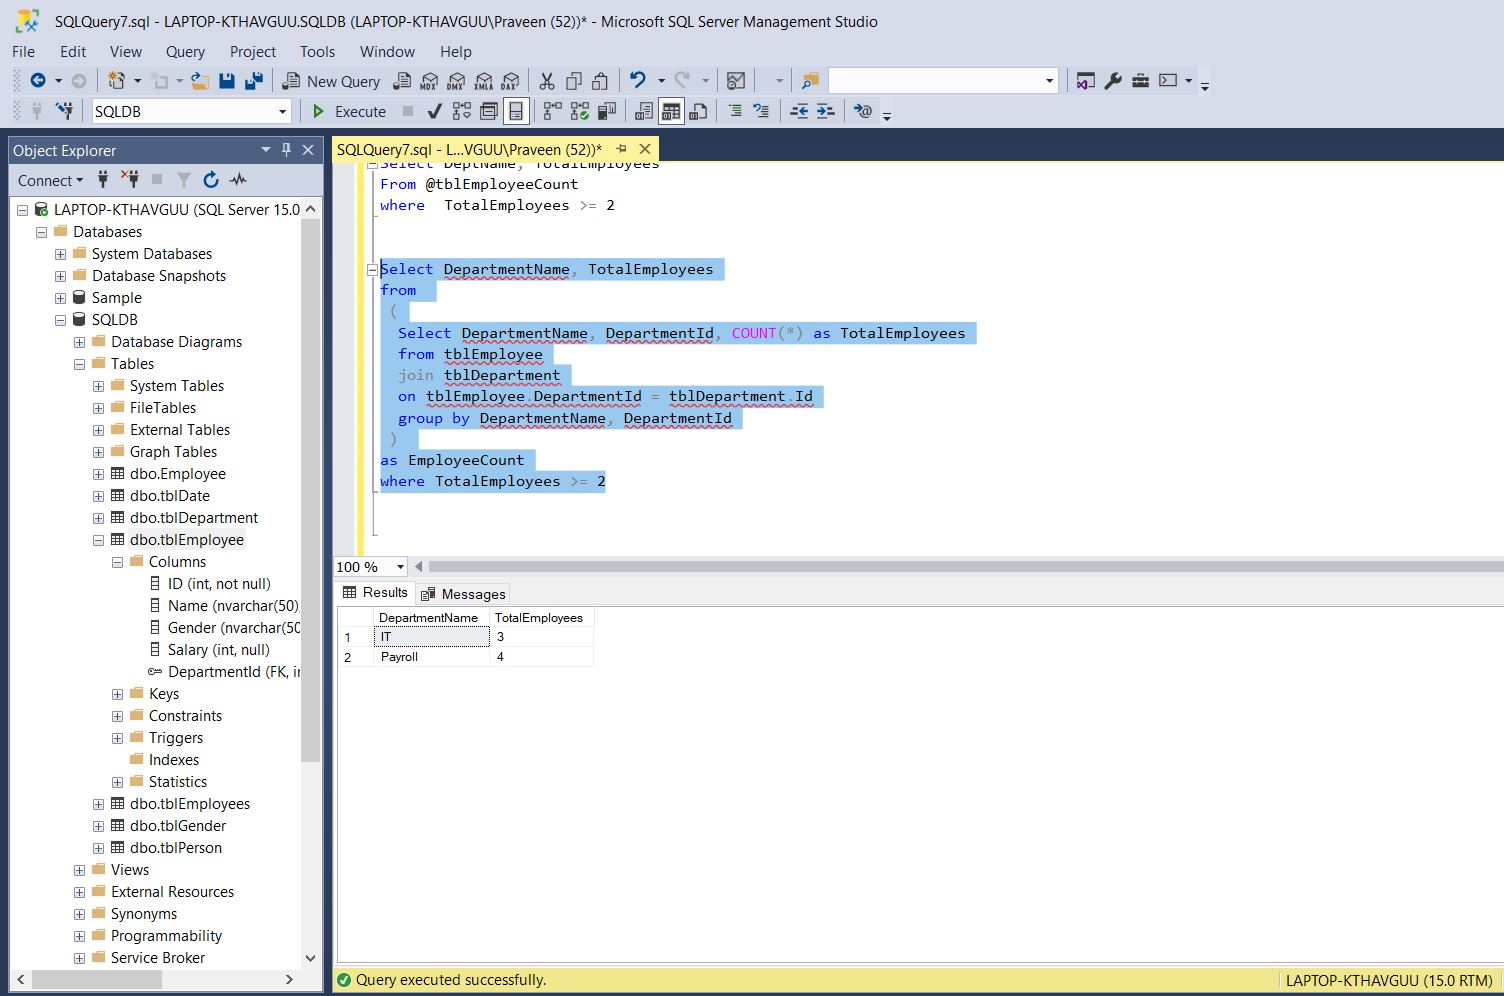 SQLQuery7.sql - LAPTOP-KTHAVGUU.SQLDB (LAPTOP-KTHAVGUU\Praveen (52))* - Microsoft SQL Server Management Studio
File Edit View Query Project Tools Window Help
New Query MDX DMX XMLA DAX
SQLDB Execute
Object Explorer
Connect
LAPTOP-KTHAVGUU (SQL Server 15.0
Databases
System Databases
Database Snapshots
Sample
SQLDB
Database Diagrams
Tables
System Tables
FileTables
External Tables
Graph Tables
dbo.Employee
dbo.tblDate
dbo.tblDepartment
dbo.tblEmployee
Columns
ID (int, not null)
Name (nvarchar(50),
Gender (nvarchar(50
Salary (int, null)
DepartmentId (FK, in
Keys
Constraints
Triggers
Indexes
Statistics
dbo.tblEmployees
dbo.tblGender
dbo.tblPerson
Views
External Resources
Synonyms
Programmability
Service Broker
SQLQuery7.sql - L...VGUU\Praveen (52))*
Select DeptName, TotalEmployees
From @tblEmployeeCount
where TotalEmployees >= 2
Select DepartmentName, TotalEmployees
from
(
Select DepartmentName, DepartmentId, COUNT(*) as TotalEmployees
from tblEmployee
join tblDepartment
on tblEmployee.DepartmentId = tblDepartment.Id
group by DepartmentName, DepartmentId
)
as EmployeeCount
where TotalEmployees >= 2
100 %
Results Messages
DepartmentName TotalEmployees
1 IT 3
2 Payroll 4
Query executed successfully.
LAPTOP-KTHAVGUU (15.0 RTM)